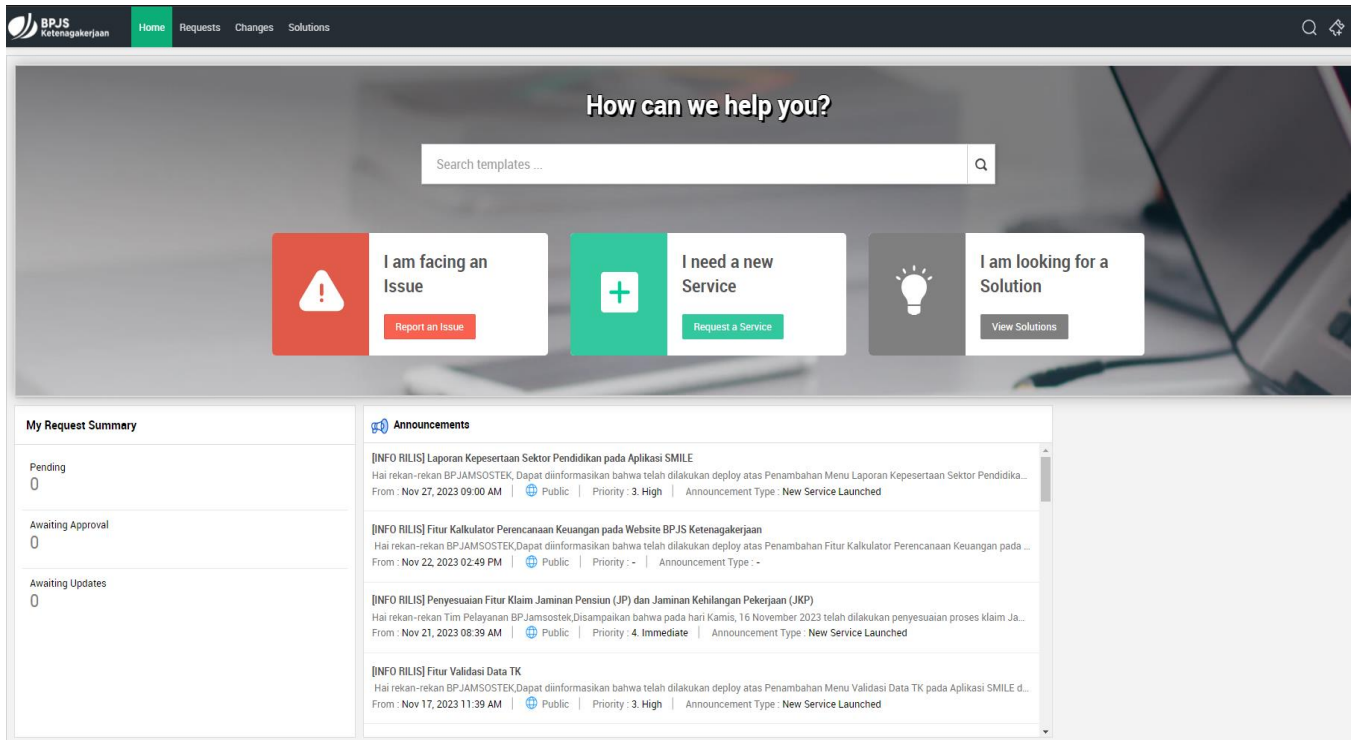 BPJS
Ketenagakerjaan
Home Requests Changes Solutions
How can we help you?
Search templates ...
I am facing an
Issue
Report an Issue
I need a new
Service
Request a Service
I am looking for a
Solution
View Solutions
My Request Summary
Pending
0
Awaiting Approval
0
Awaiting Updates
0
Announcements
[INFO RILIS] Laporan Kepesertaan Sektor Pendidikan pada Aplikasi SMILE
Hai rekan-rekan BPJAMSOSTEK, Dapat diinformasikan bahwa telah dilakukan deploy atas Penambahan Menu Laporan Kepesertaan Sektor Pendidika...
From : Nov 27, 2023 09:00 AM | Public | Priority : 3. High | Announcement Type : New Service Launched
[INFO RILIS] Fitur Kalkulator Perencanaan Keuangan pada Website BPJS Ketenagakerjaan
Hai rekan-rekan BPJAMSOSTEK,Dapat diinformasikan bahwa telah dilakukan deploy atas Penambahan Fitur Kalkulator Perencanaan Keuangan pada ...
From : Nov 22, 2023 02:49 PM | Public | Priority : - | Announcement Type : -
[INFO RILIS] Penyesuaian Fitur Klaim Jaminan Pensiun (JP) dan Jaminan Kehilangan Pekerjaan (JKP)
Hai rekan-rekan Tim Pelayanan BPJamsostek,Disampaikan bahwa pada hari Kamis, 16 November 2023 telah dilakukan penyesuaian proses klaim Ja...
From : Nov 21, 2023 08:39 AM | Public | Priority : 4. Immediate | Announcement Type : New Service Launched
[INFO RILIS] Fitur Validasi Data TK
Hai rekan-rekan BPJAMSOSTEK,Dapat diinformasikan bahwa telah dilakukan deploy atas Penambahan Menu Validasi Data TK pada Aplikasi SMILE d...
From : Nov 17, 2023 11:39 AM | Public | Priority : 3. High | Announcement Type : New Service Launched